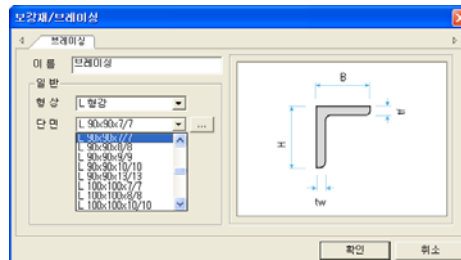 보강재/브레이싱
브레이싱
이 름 브레이싱
일 반
형 상 L 형강
단 면 L 90x90x7/7 ...
L 90x90x7/7
L 90x90x8/8
L 90x90x9/9
L 90x90x10/10
L 90x90x13/13
L 100x100x7/7
L 100x100x8/8
L 100x100x10/10
B
H
tf
tw
확인 취소